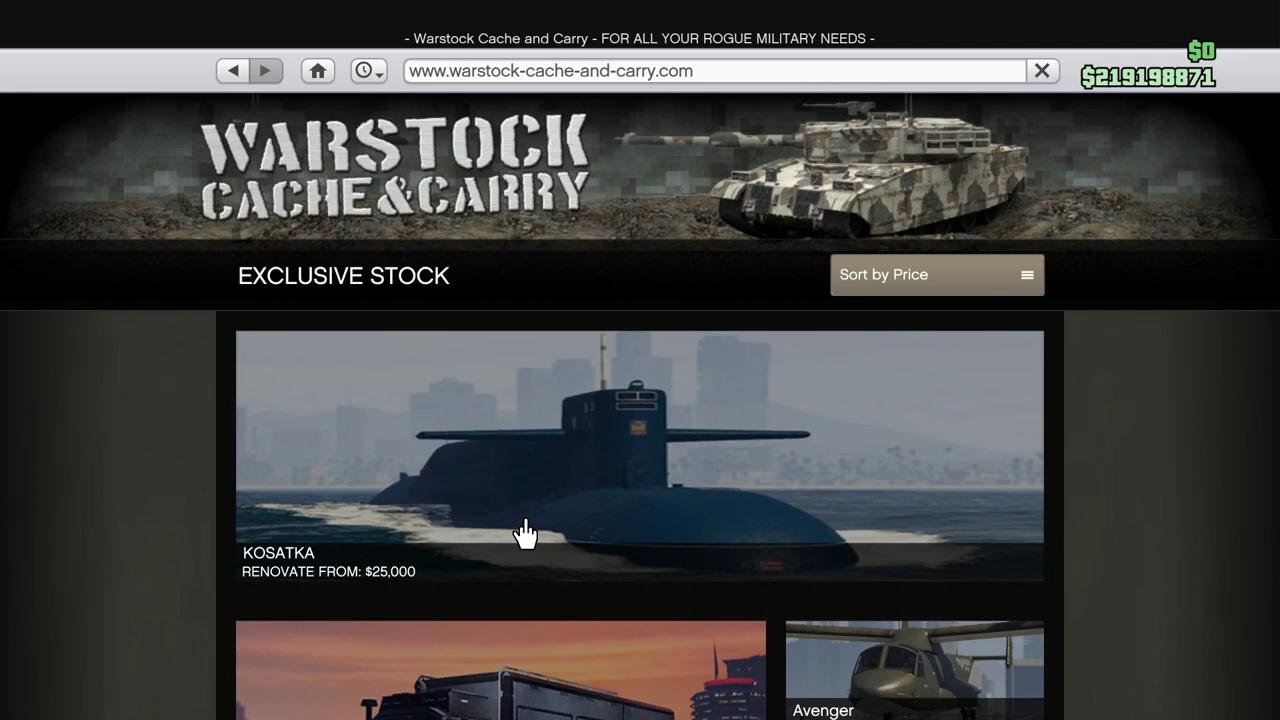 - Warstock Cache and Carry - FOR ALL YOUR ROGUE MILITARY NEEDS -
$0
www.warstock-cache-and-carry.com
$219198871
WARSTOCK
CACHE&CARRY
EXCLUSIVE STOCK
Sort by Price
KOSATKA
RENOVATE FROM: $25,000
Avenger